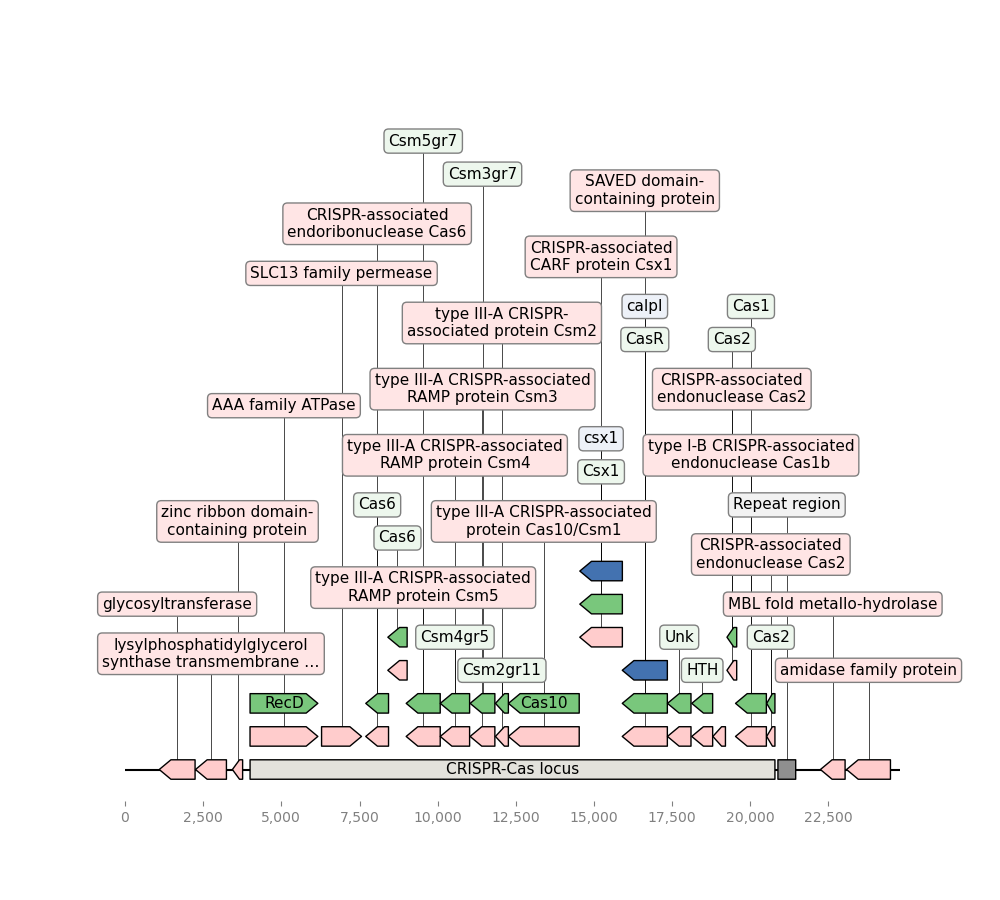 Csm5gr7
Csm3gr7
SAVED domain-
containing protein
CRISPR-associated
endoribonuclease Cas6
CRISPR-associated
CARF protein Csx1
SLC13 family permease
calpl
Cas1
type III-A CRISPR-
associated protein Csm2
CasR
Cas2
type III-A CRISPR-associated
RAMP protein Csm3
CRISPR-associated
endonuclease Cas2
AAA family ATPase
csx1
type III-A CRISPR-associated
RAMP protein Csm4
type I-B CRISPR-associated
endonuclease Cas1b
Csx1
Cas6
Repeat region
zinc ribbon domain-
containing protein
type III-A CRISPR-associated
protein Cas10/Csm1
Cas6
CRISPR-associated
endonuclease Cas2
type III-A CRISPR-associated
RAMP protein Csm5
glycosyltransferase
MBL fold metallo-hydrolase
lysylphosphatidylglycerol
synthase transmembrane ...
Csm4gr5
Unk
Cas2
Csm2gr11
HTH
amidase family protein
RecD
Cas10
CRISPR-Cas locus
0
2,500
5,000
7,500
10,000
12,500
15,000
17,500
20,000
22,500